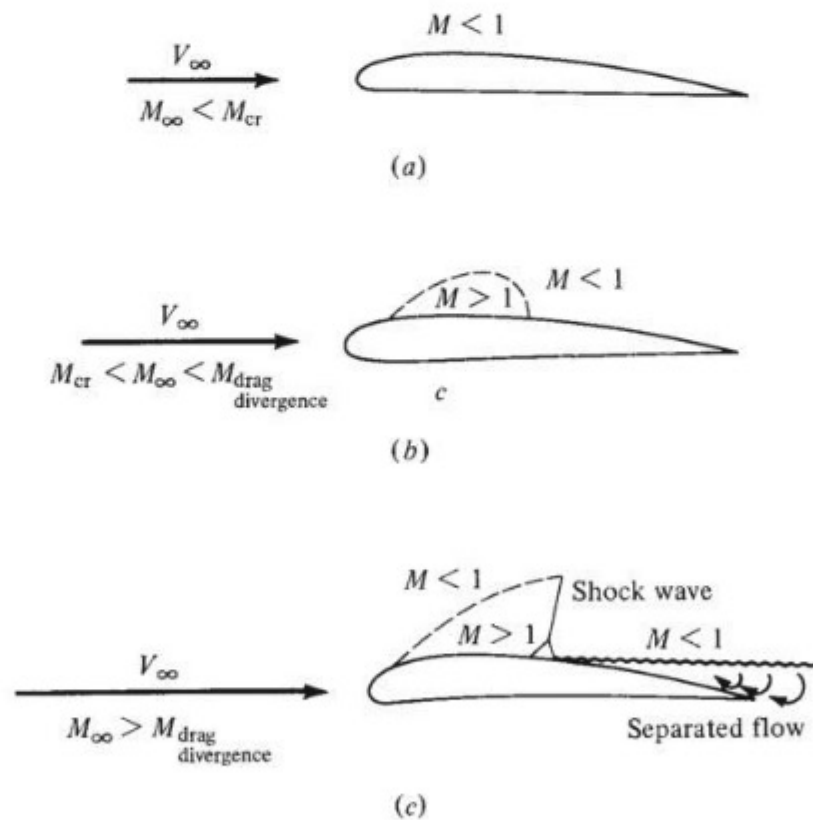 M < 1
V∞
M∞ < Mcr
(a)
M > 1
M < 1
V∞
Mcr < M∞ < Mdrag divergence
c
(b)
M < 1
Shock wave
M > 1
M < 1
V∞
M∞ > Mdrag divergence
Separated flow
(c)